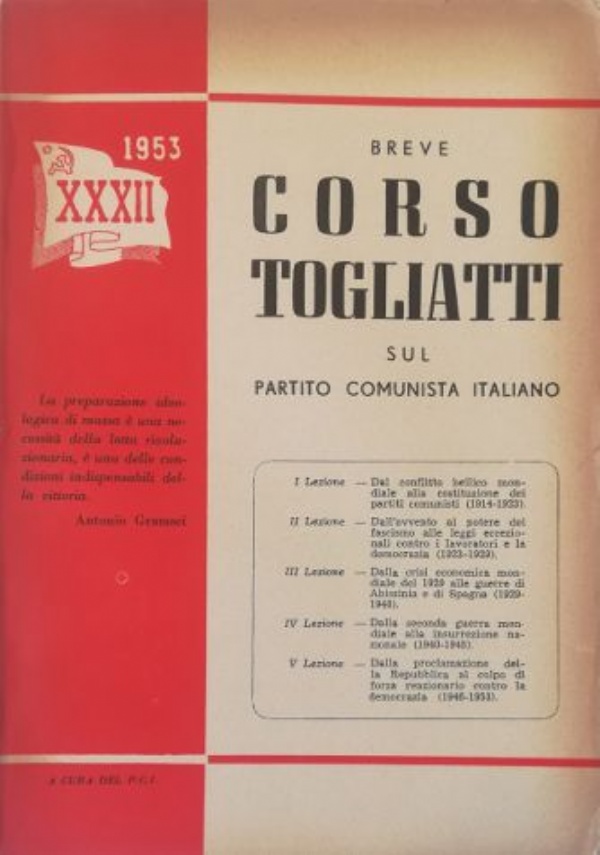 1953
XXXII
BREVE
CORSO
TOGLIATTI
SUL
PARTITO COMUNISTA ITALIANO
La preparazione ideo-
logica di massa è una ne-
cessità della lotta rivolu-
zionaria, è una delle con-
dizioni indispensabili del-
la vittoria.
Antonio Gramsci
I Lezione — Dal conflitto bellico mon-
diale alla costituzione dei
partiti comunisti (1914-1923).
II Lezione — Dall'avvento al potere del
fascismo alle leggi eccezio-
nali contro i lavoratori e la
democrazia (1923-1929).
III Lezione — Dalla crisi economica mon-
diale del 1929 alle guerre di
Abissinia e di Spagna (1929-
1940).
IV Lezione — Dalla seconda guerra mon-
diale alla insurrezione na-
zionale (1940-1945).
V Lezione — Dalla proclamazione del-
la Repubblica al colpo di
forza reazionario contro la
democrazia (1946-1953).
A CURA DEL P.C.I.